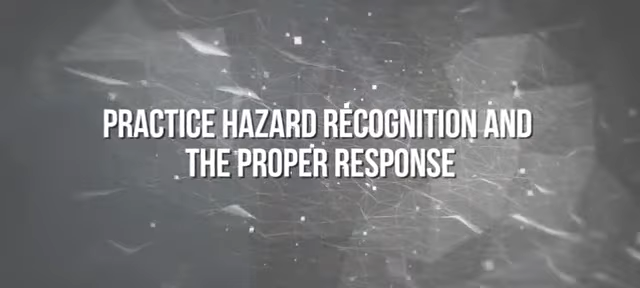 PRACTICE HAZARD RECOGNITION AND
THE PROPER RESPONSE